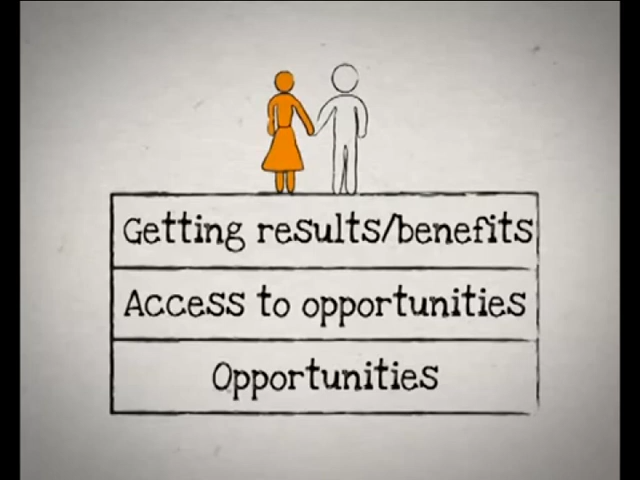 Getting results/benefits
Access to opportunities
Opportunities